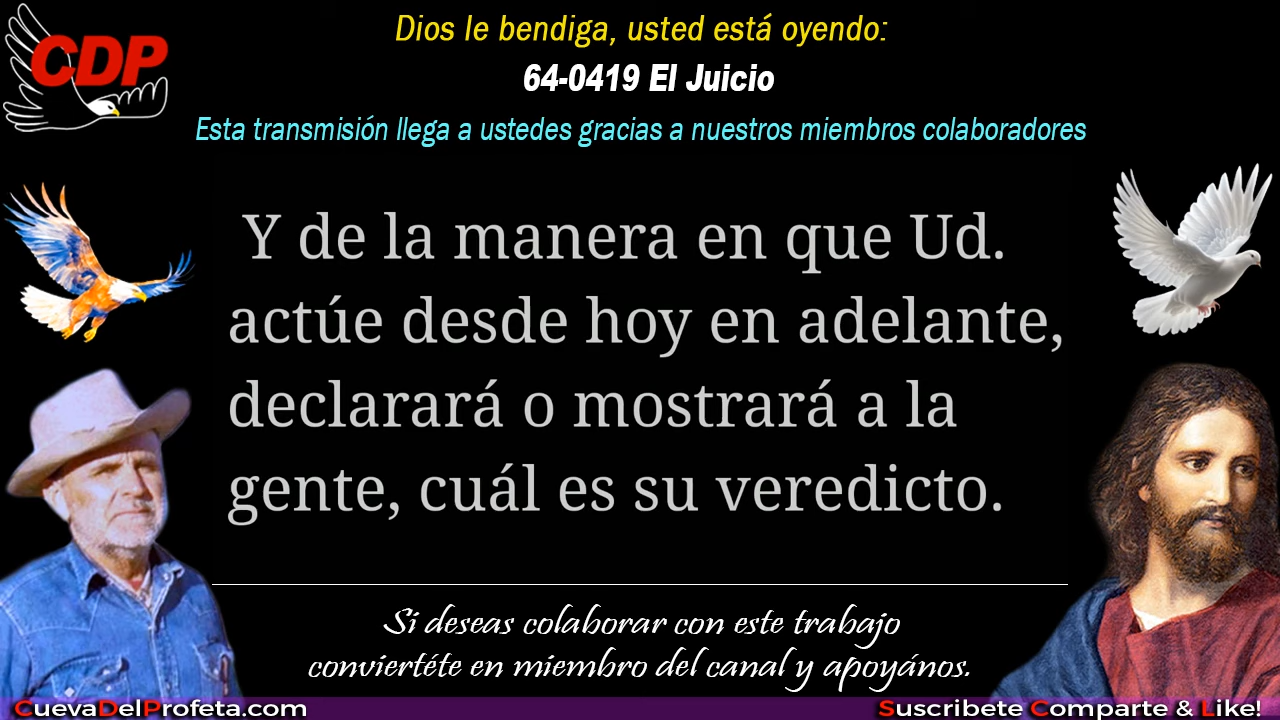 CDP
Dios le bendiga, usted está oyendo:
64-0419 El Juicio
Esta transmisión llega a ustedes gracias a nuestros miembros colaboradores
Y de la manera en que Ud.
actúe desde hoy en adelante,
declarará o mostrará a la
gente, cuál es su veredicto.
Si deseas colaborar con este trabajo
conviertéte en miembro del canal y apoyános.
CuevaDelProfeta.com
Suscribete Comparte & Like!